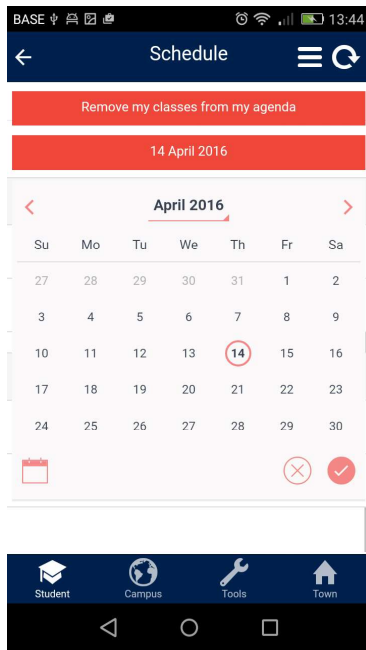 BASE 13:44
Schedule
Remove my classes from my agenda
14 April 2016
April 2016
Su Mo Tu We Th Fr Sa
27 28 29 30 31 1 2
3 4 5 6 7 8 9
10 11 12 13 14 15 16
17 18 19 20 21 22 23
24 25 26 27 28 29 30
Student Campus Tools Town